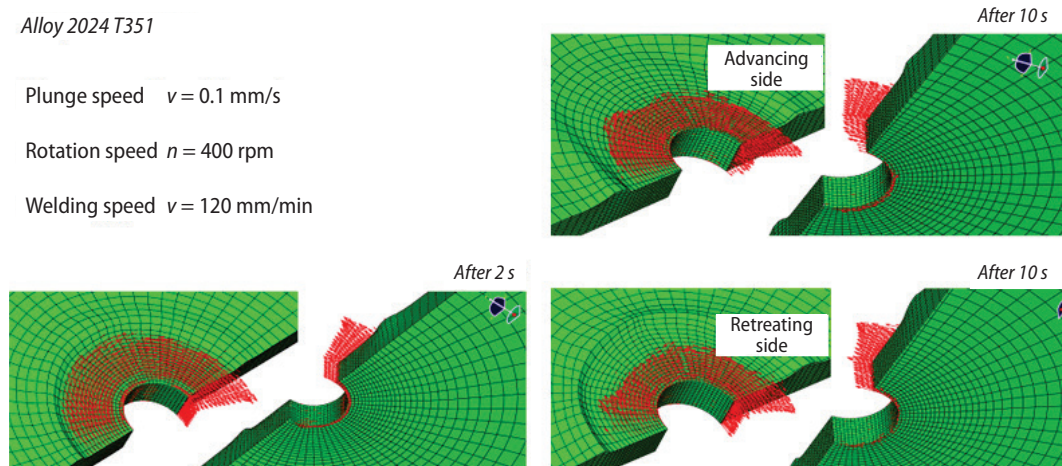 Alloy 2024 T351
Plunge speed v = 0.1 mm/s
Rotation speed n = 400 rpm
Welding speed v = 120 mm/min
After 10 s
Advancing
side
After 2 s
After 10 s
Retreating
side